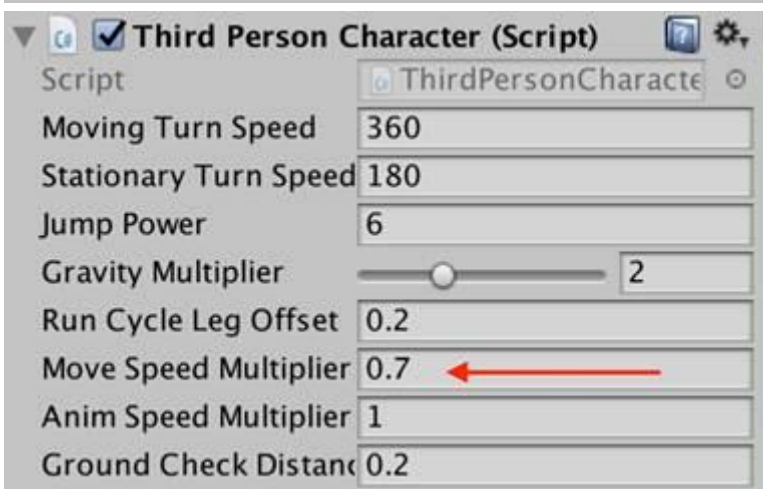 Third Person Character (Script)
Script ThirdPersonCharacte
Moving Turn Speed 360
Stationary Turn Speed 180
Jump Power 6
Gravity Multiplier 2
Run Cycle Leg Offset 0.2
Move Speed Multiplier 0.7
Anim Speed Multiplier 1
Ground Check Distanc 0.2